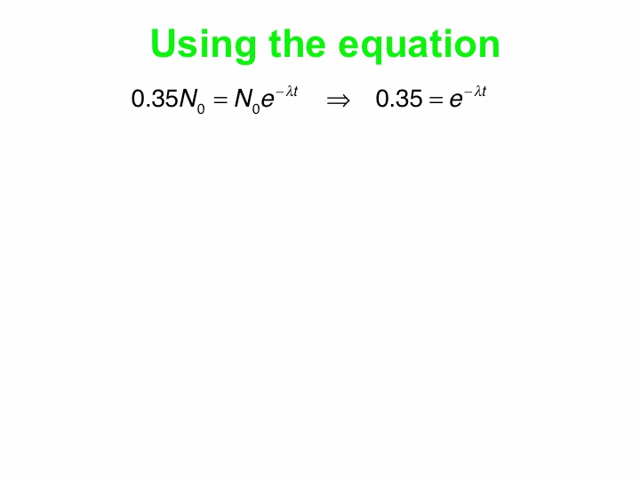 Using the equation
0.35N₀ = N₀e^{−λt} ⇒ 0.35 = e^{−λt}